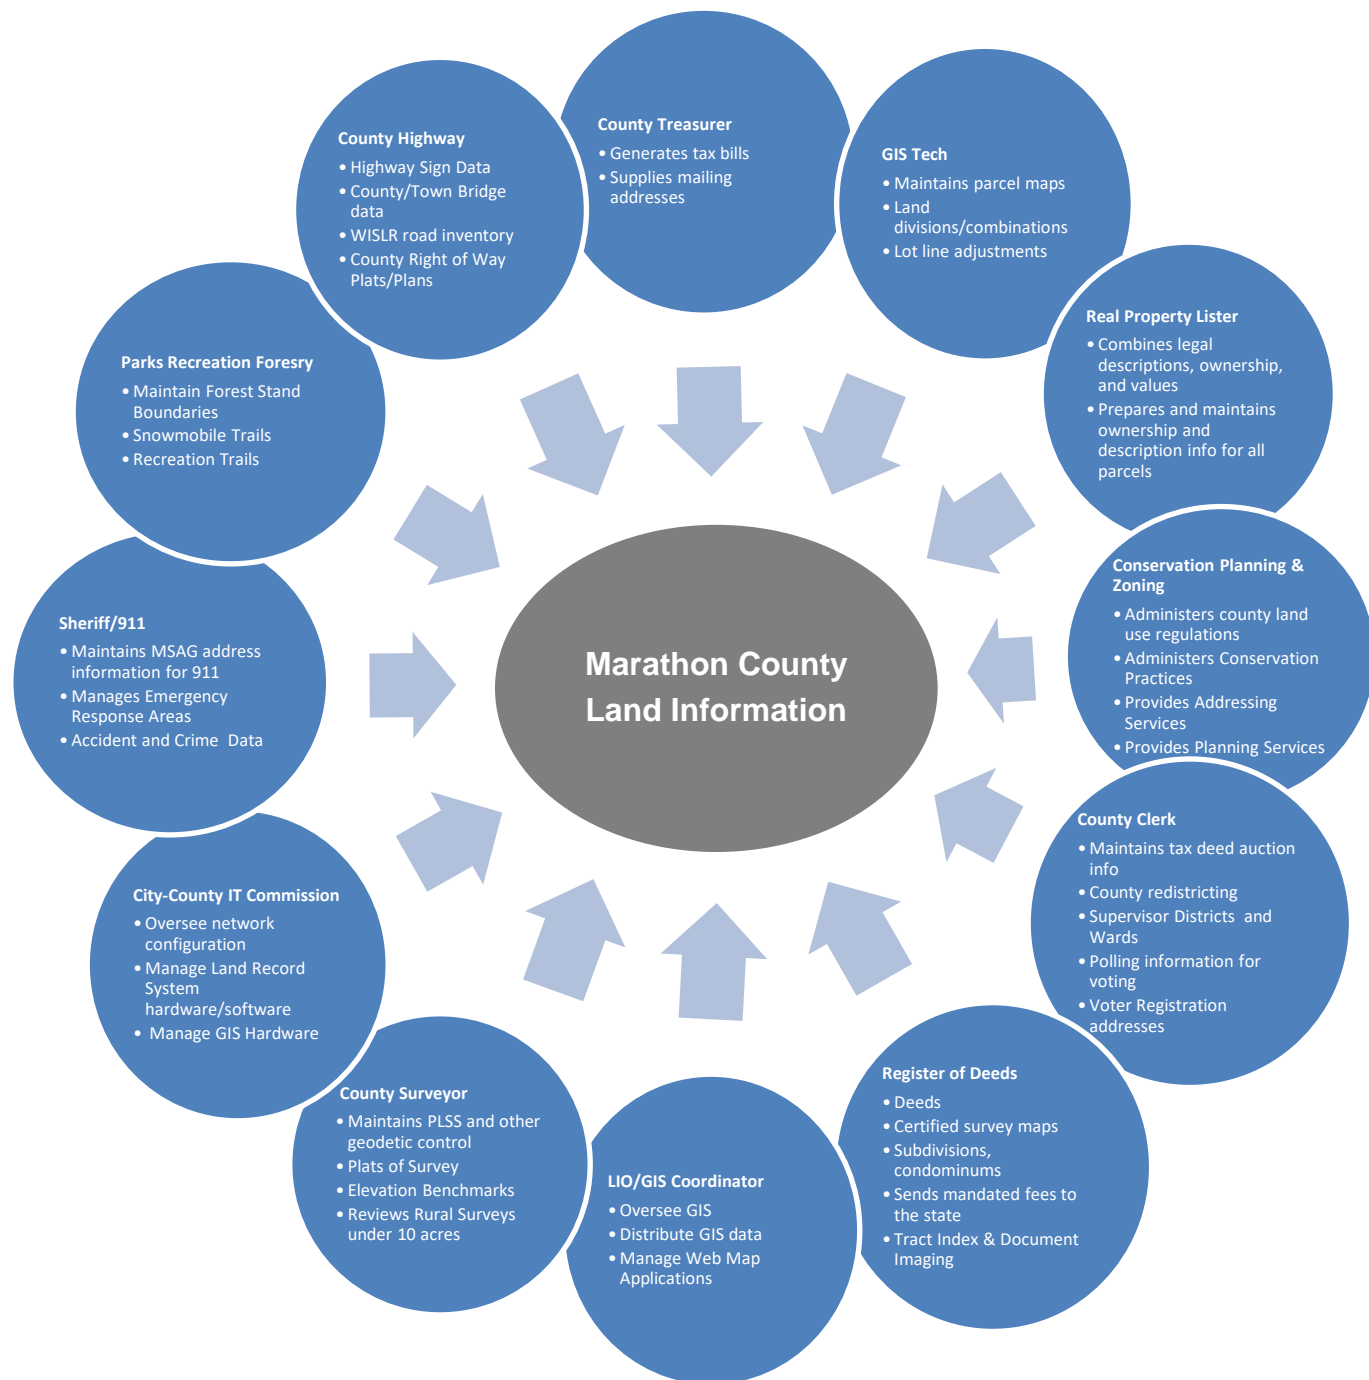 County Treasurer
• Generates tax bills
• Supplies mailing
addresses
GIS Tech
• Maintains parcel maps
• Land
divisions/combinations
• Lot line adjustments
Real Property Lister
• Combines legal
descriptions, ownership,
and values
• Prepares and maintains
ownership and
description info for all
parcels
Conservation Planning &
Zoning
• Administers county land
use regulations
• Administers Conservation
Practices
• Provides Addressing
Services
• Provides Planning Services
County Clerk
• Maintains tax deed auction
info
• County redistricting
• Supervisor Districts and
Wards
• Polling information for
voting
• Voter Registration
addresses
Register of Deeds
• Deeds
• Certified survey maps
• Subdivisions,
condominums
• Sends mandated fees to
the state
• Tract Index & Document
Imaging
LIO/GIS Coordinator
• Oversee GIS
• Distribute GIS data
• Manage Web Map
Applications
County Surveyor
• Maintains PLSS and other
geodetic control
• Plats of Survey
• Elevation Benchmarks
• Reviews Rural Surveys
under 10 acres
City-County IT Commission
• Oversee network
configuration
• Manage Land Record
System
hardware/software
• Manage GIS Hardware
Sheriff/911
• Maintains MSAG address
information for 911
• Manages Emergency
Response Areas
• Accident and Crime Data
Parks Recreation Foresry
• Maintain Forest Stand
Boundaries
• Snowmobile Trails
• Recreation Trails
County Highway
• Highway Sign Data
• County/Town Bridge
data
• WISLR road inventory
• County Right of Way
Plats/Plans
Marathon County
Land Information